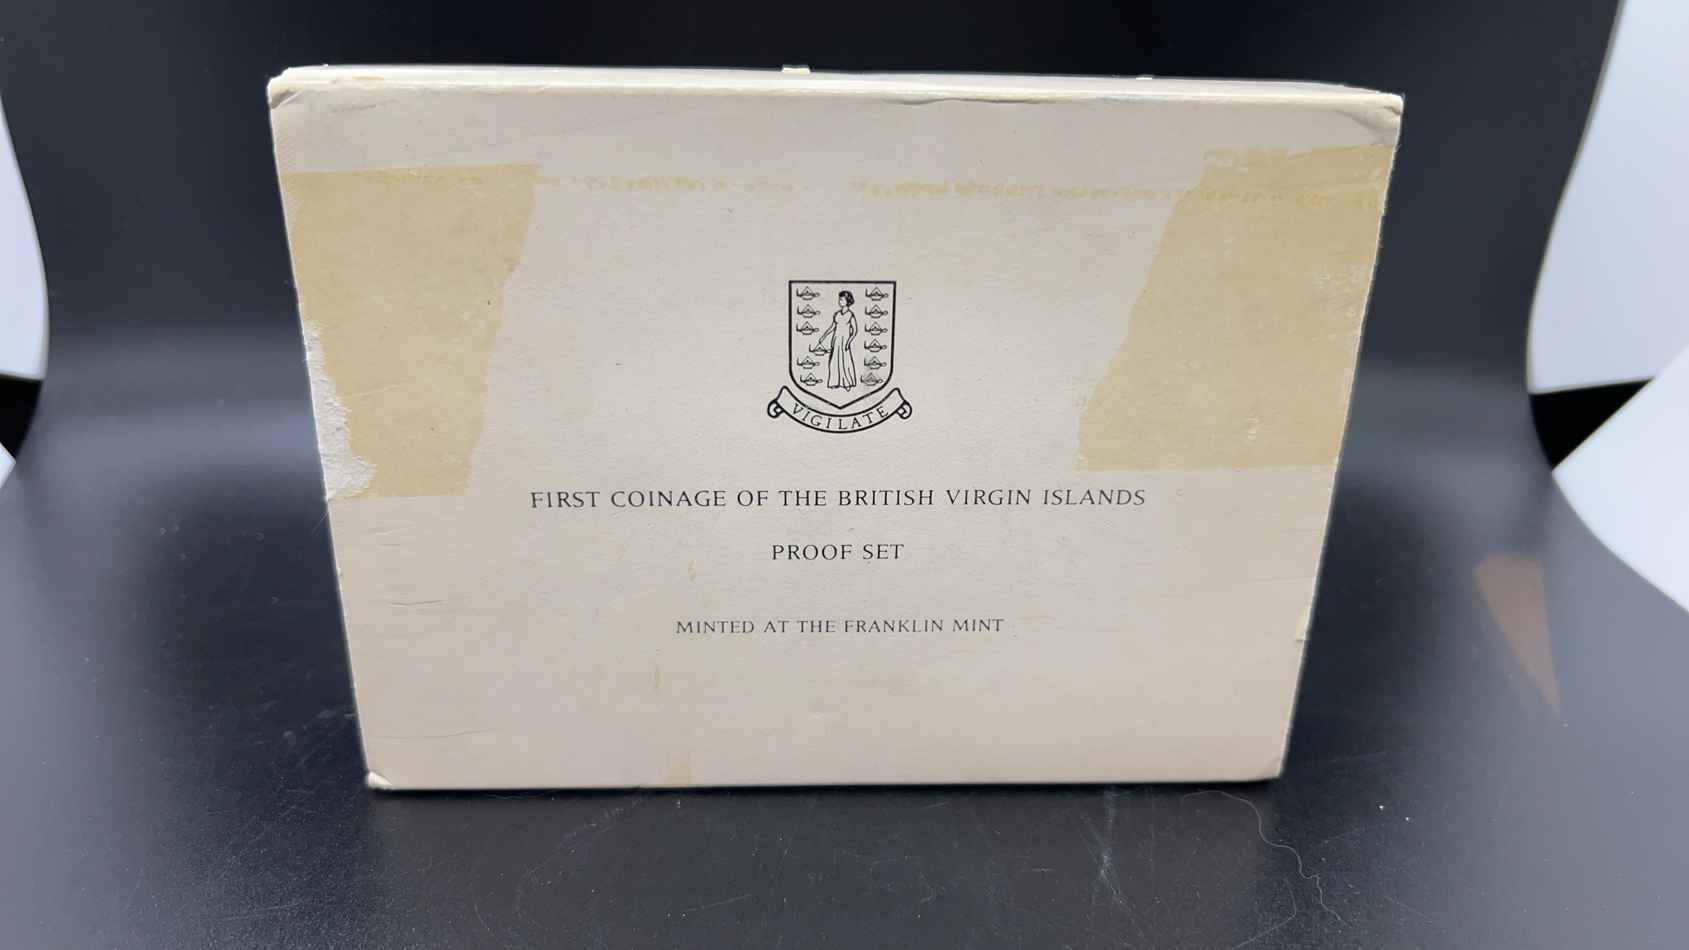 VIGILATE
FIRST COINAGE OF THE BRITISH VIRGIN ISLANDS
PROOF SET
MINTED AT THE FRANKLIN MINT